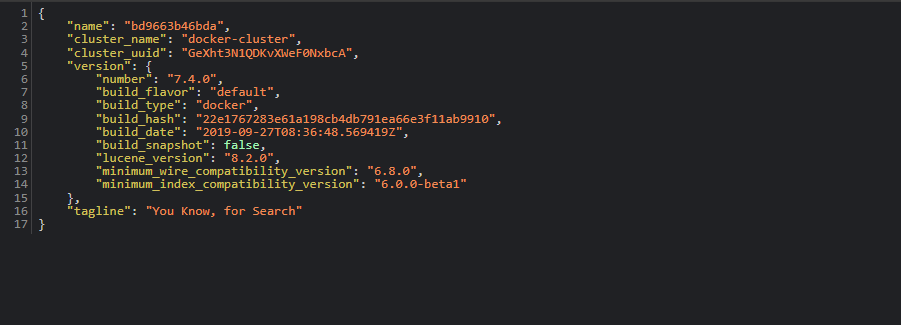 1 {
2 "name": "bd9663b46bda",
3 "cluster_name": "docker-cluster",
4 "cluster_uuid": "GeXht3N1QDKvXWeF0NxbcA",
5 "version": {
6 "number": "7.4.0",
7 "build_flavor": "default",
8 "build_type": "docker",
9 "build_hash": "22e1767283e61a198cb4db791ea66e3f11ab9910",
10 "build_date": "2019-09-27T08:36:48.569419Z",
11 "build_snapshot": false,
12 "lucene_version": "8.2.0",
13 "minimum_wire_compatibility_version": "6.8.0",
14 "minimum_index_compatibility_version": "6.0.0-beta1"
15 },
16 "tagline": "You Know, for Search"
17 }